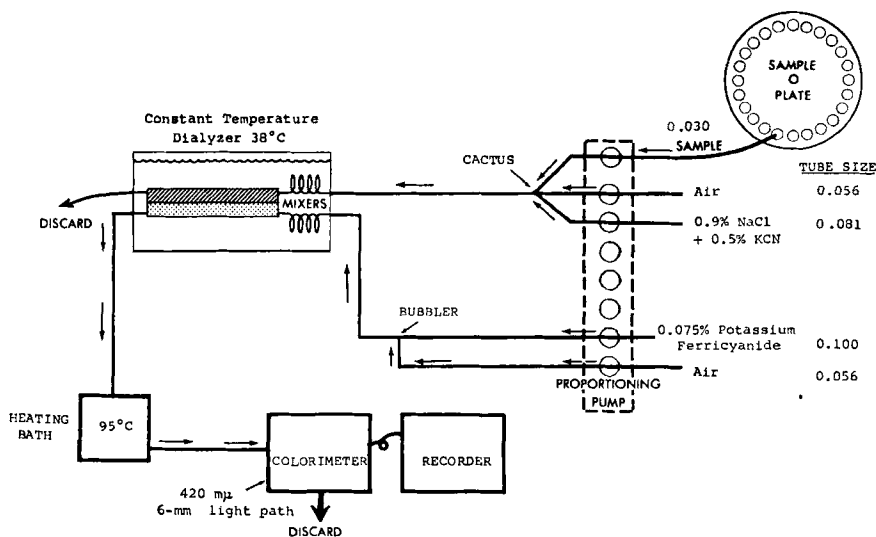 SAMPLE
PLATE
Constant Temperature
Dialyzer 38°C
0.030
SAMPLE
CACTUS
TUBE SIZE
Air 0.056
MIXERS
DISCARD
0.9% NaCl 0.081
+ 0.5% KCN
BUBBLER
0.075% Potassium
Ferricyanide 0.100
Air 0.056
PROPORTIONING
PUMP
HEATING
BATH
95°C
COLORIMETER
RECORDER
420 mμ
6-mm light path
DISCARD